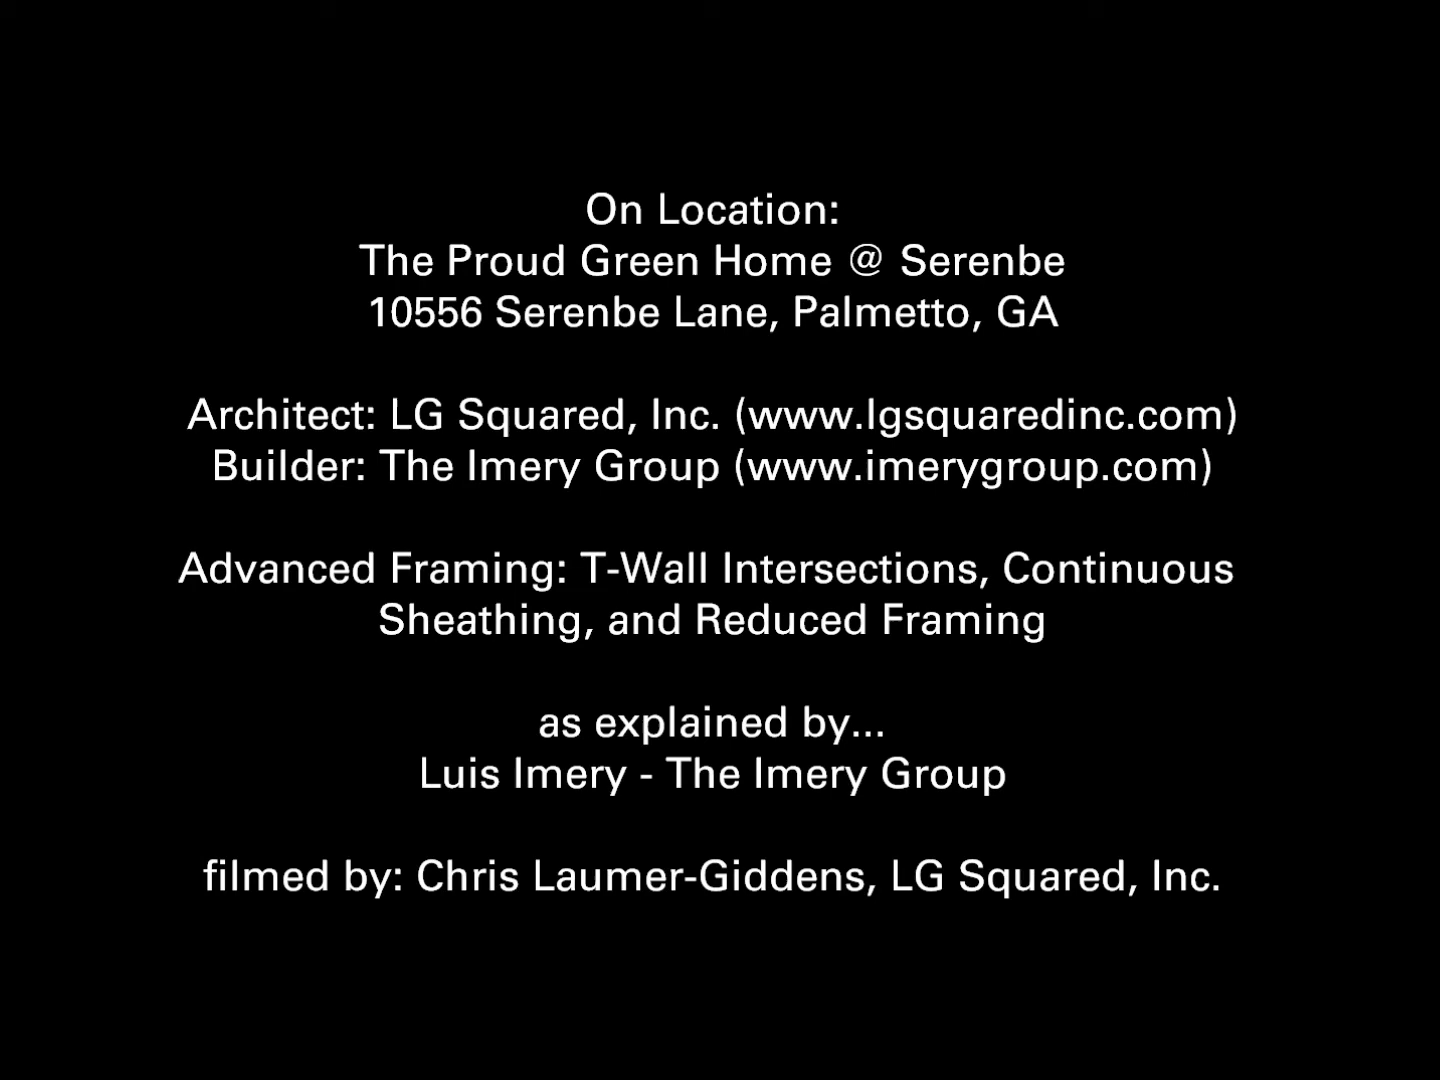 On Location:
The Proud Green Home @ Serenbe
10556 Serenbe Lane, Palmetto, GA
Architect: LG Squared, Inc. (www.lgsquaredinc.com)
Builder: The Imery Group (www.imerygroup.com)
Advanced Framing: T-Wall Intersections, Continuous
Sheathing, and Reduced Framing
as explained by...
Luis Imery - The Imery Group
filmed by: Chris Laumer-Giddens, LG Squared, Inc.